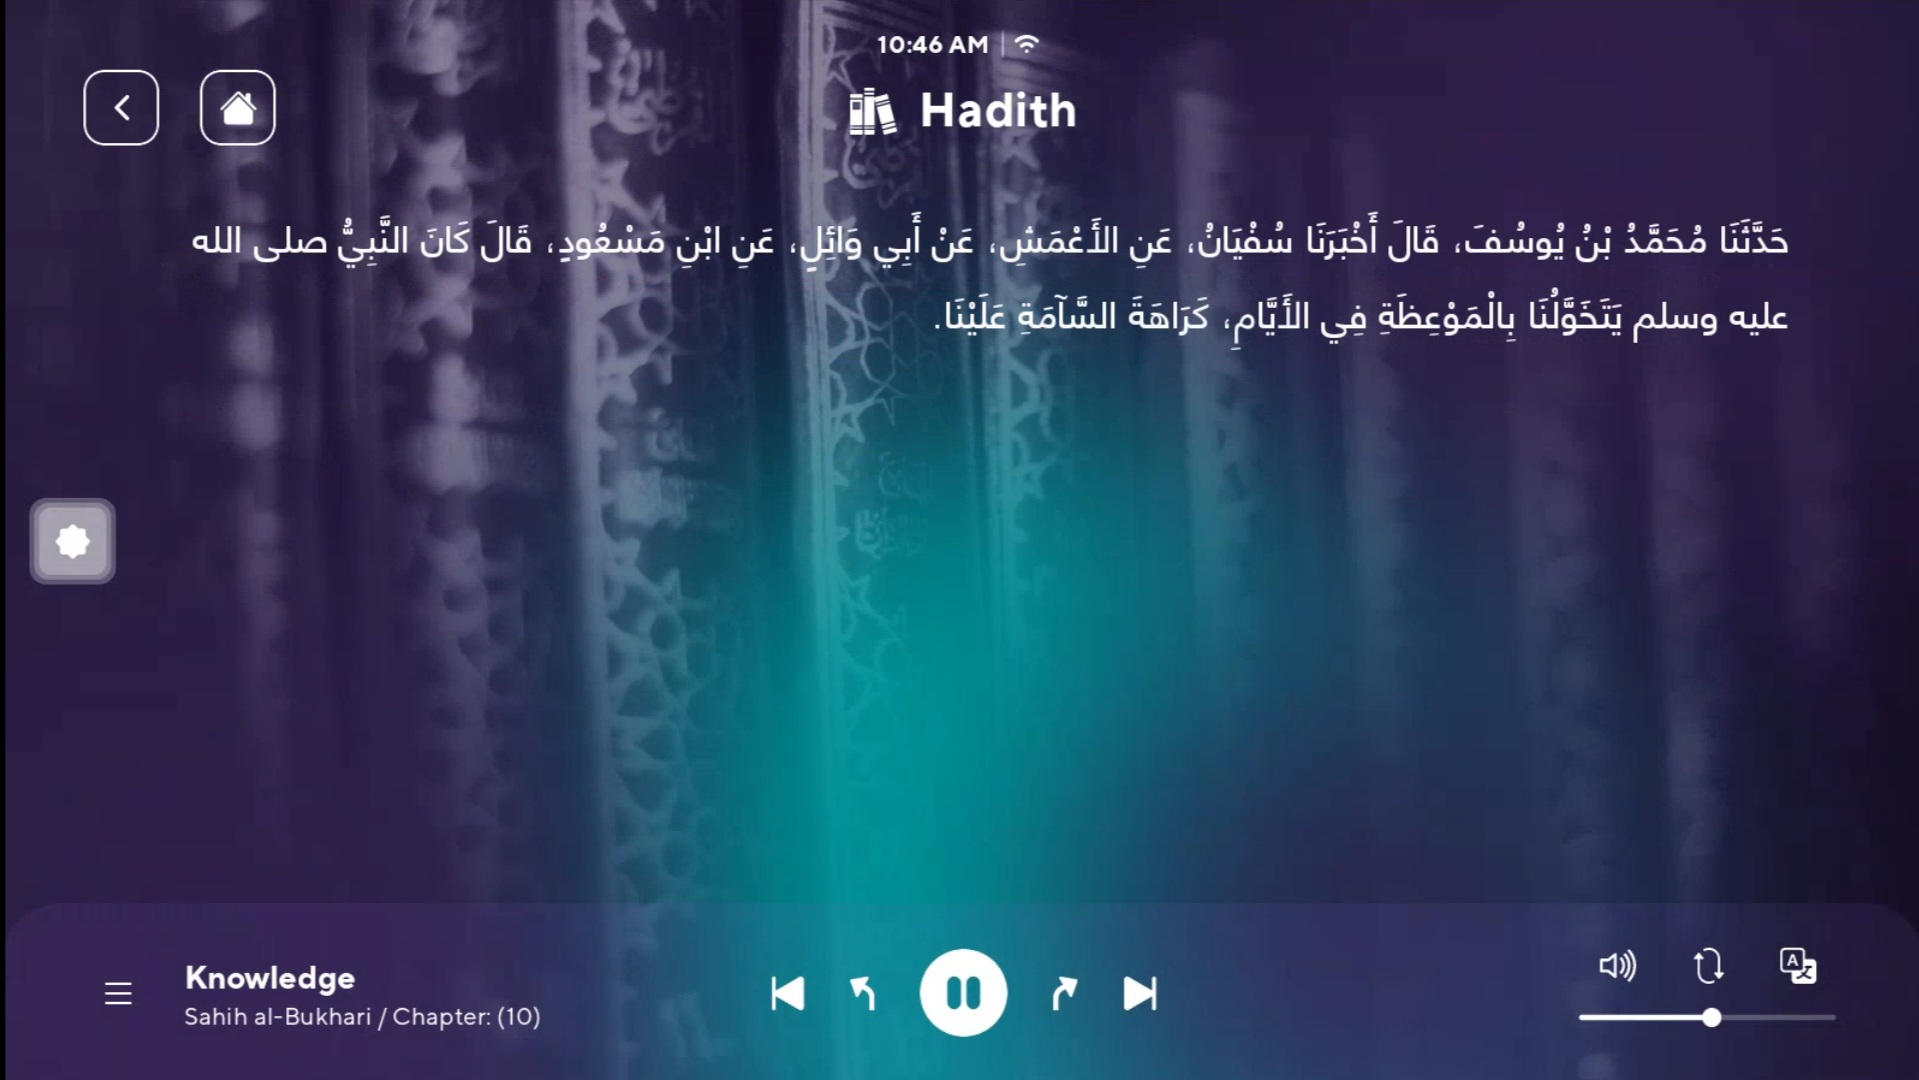 10:46 AM
Hadith
حَدَّثَنَا مُحَمَّدُ بْنُ يُوسُفَ، قَالَ أَخْبَرَنَا سُفْيَانُ، عَنِ الأَعْمَشِ، عَنْ أَبِي وَائِلٍ، عَنِ ابْنِ مَسْعُودٍ، قَالَ كَانَ النَّبِيُّ صلى الله
عليه وسلم يَتَخَوَّلُنَا بِالْمَوْعِظَةِ فِي الأَيَّامِ، كَرَاهَةَ السَّآمَةِ عَلَيْنَا.
Knowledge
Sahih al-Bukhari / Chapter: (10)